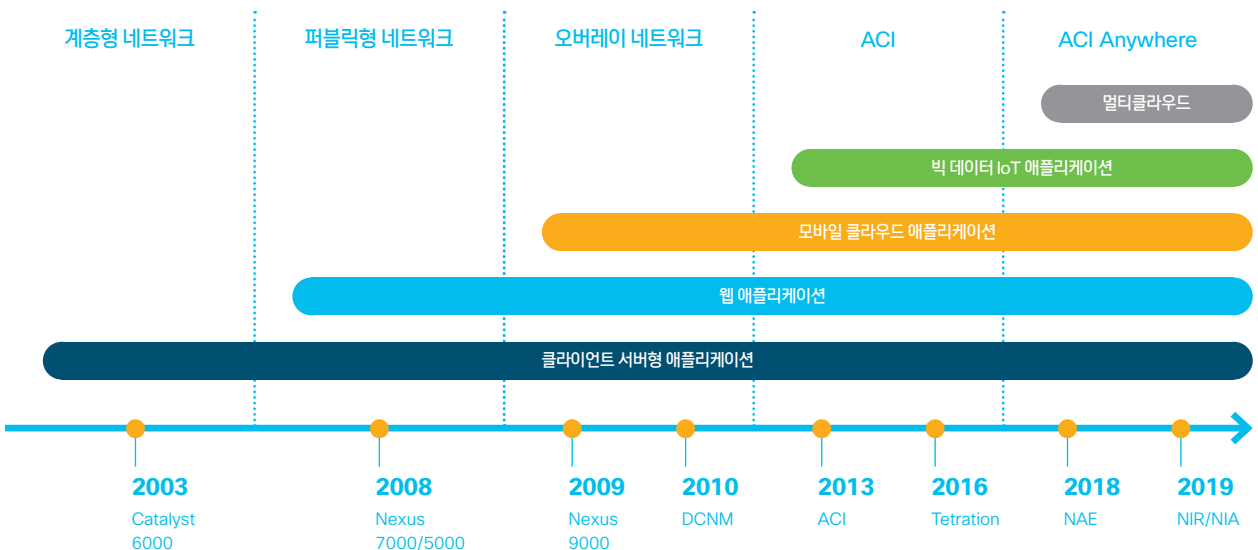 계층형 네트워크
퍼블릭형 네트워크
오버레이 네트워크
ACI
ACI Anywhere
멀티클라우드
빅 데이터 IoT 애플리케이션
모바일 클라우드 애플리케이션
웹 애플리케이션
클라이언트 서버형 애플리케이션
2003
Catalyst
6000
2008
Nexus
7000/5000
2009
Nexus
9000
2010
DCNM
2013
ACI
2016
Tetration
2018
NAE
2019
NIR/NIA